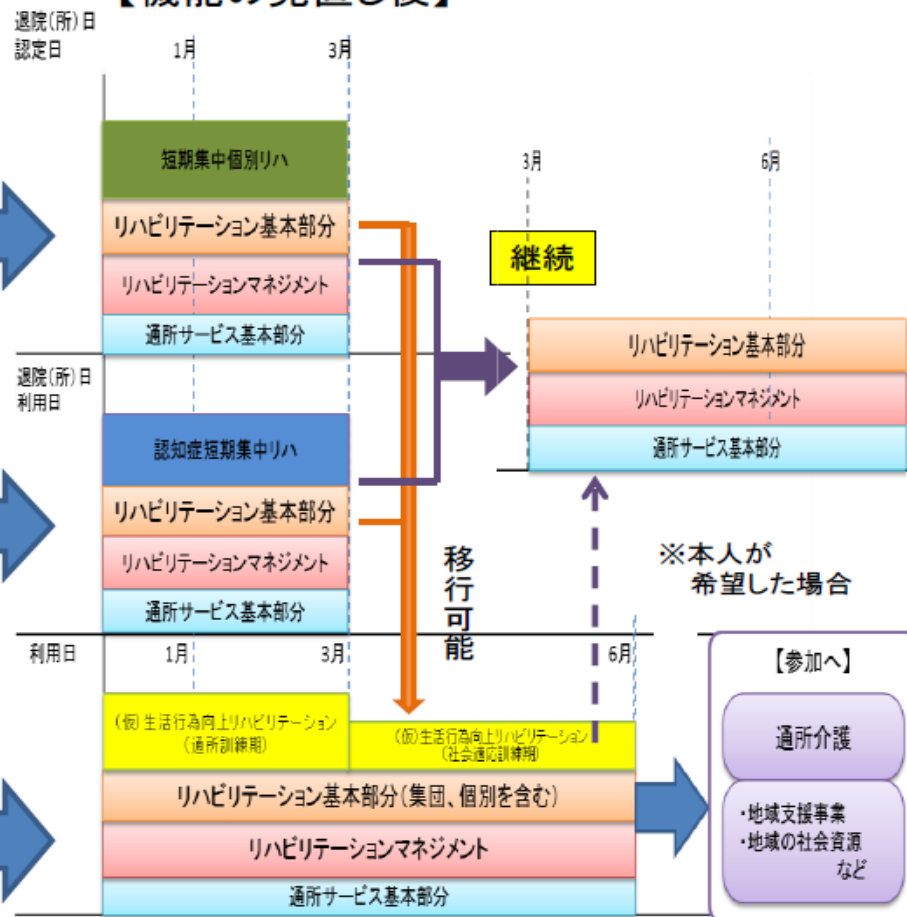 【機能の見直し後】
退院(所)日
認定日
1月
3月
短期集中個別リハ
リハビリテーション基本部分
リハビリテーションマネジメント
通所サービス基本部分
3月
6月
継続
リハビリテーション基本部分
リハビリテーションマネジメント
通所サービス基本部分
退院(所)日
利用日
認知症短期集中リハ
リハビリテーション基本部分
リハビリテーションマネジメント
通所サービス基本部分
移行可能
※本人が
希望した場合
利用日
1月
3月
6月
(仮)生活行為向上リハビリテーション
(通所訓練期)
(仮)生活行為向上リハビリテーション
(社会適応訓練期)
リハビリテーション基本部分(集団、個別を含む)
リハビリテーションマネジメント
通所サービス基本部分
【参加へ】
通所介護
・地域支援事業
・地域の社会資源
など